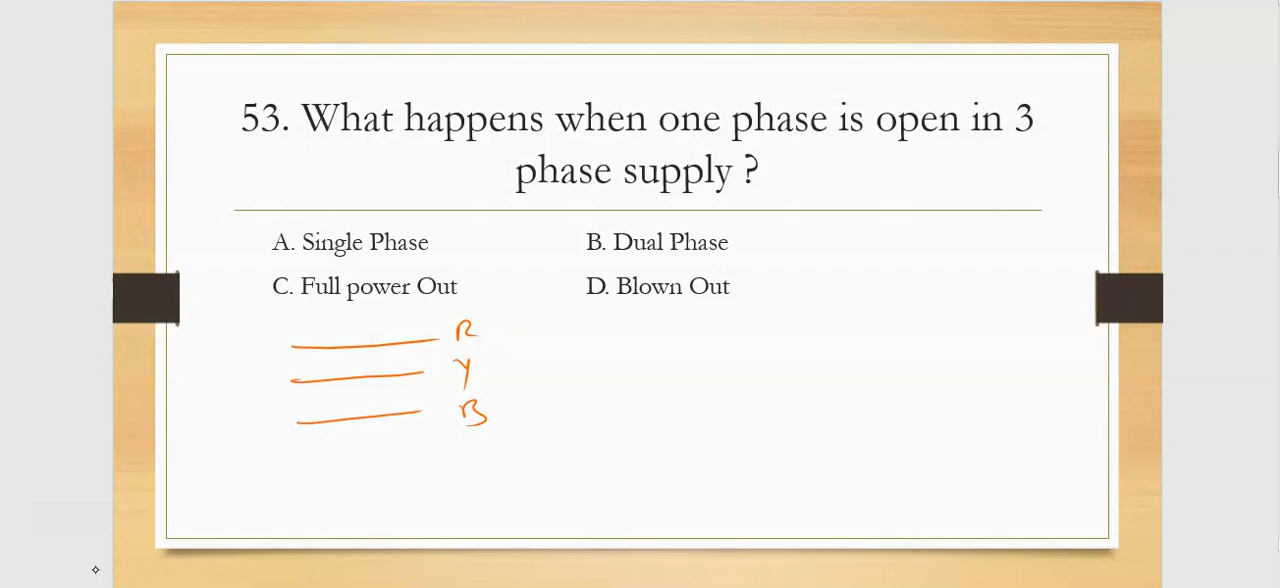 53. What happens when one phase is open in 3
phase supply ?
A. Single Phase
B. Dual Phase
C. Full power Out
D. Blown Out
R
Y
B